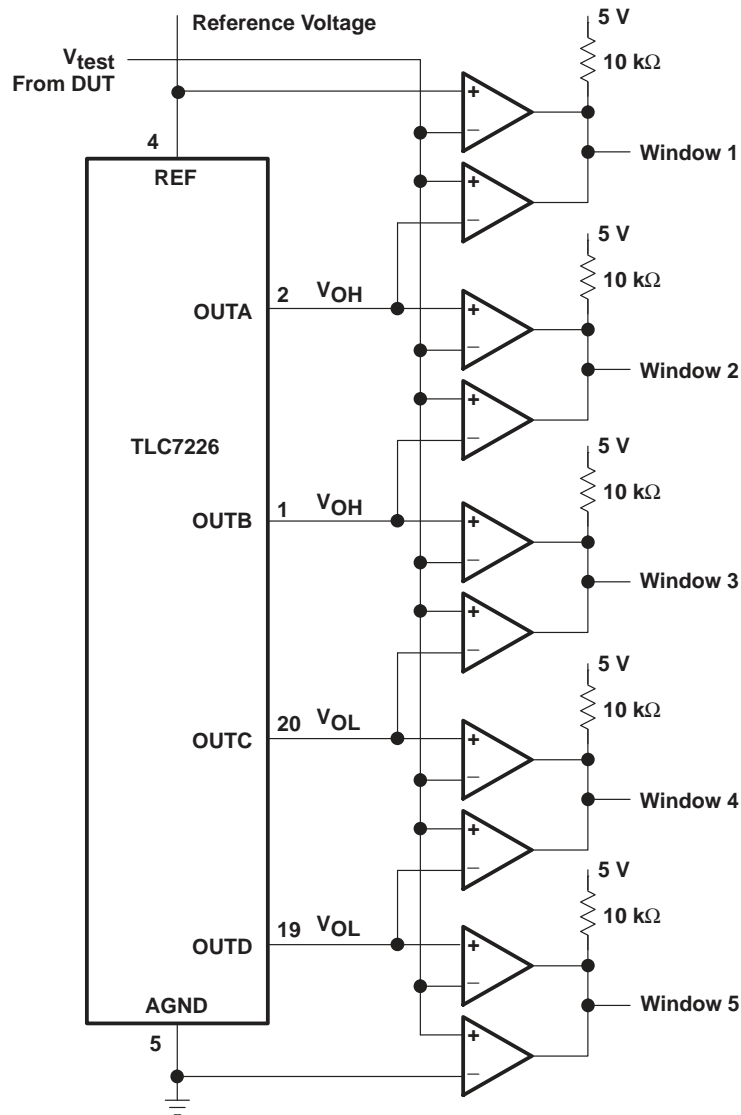 Reference Voltage
5 V
Vtest
From DUT
10 kΩ
+
−
4
Window 1
REF
+
−
5 V
10 kΩ
2
VOH
OUTA
+
−
Window 2
+
−
TLC7226
5 V
10 kΩ
1
VOH
OUTB
+
−
Window 3
+
−
5 V
10 kΩ
20
VOL
OUTC
+
−
Window 4
+
−
5 V
10 kΩ
19
VOL
OUTD
+
−
AGND
Window 5
5
+
−